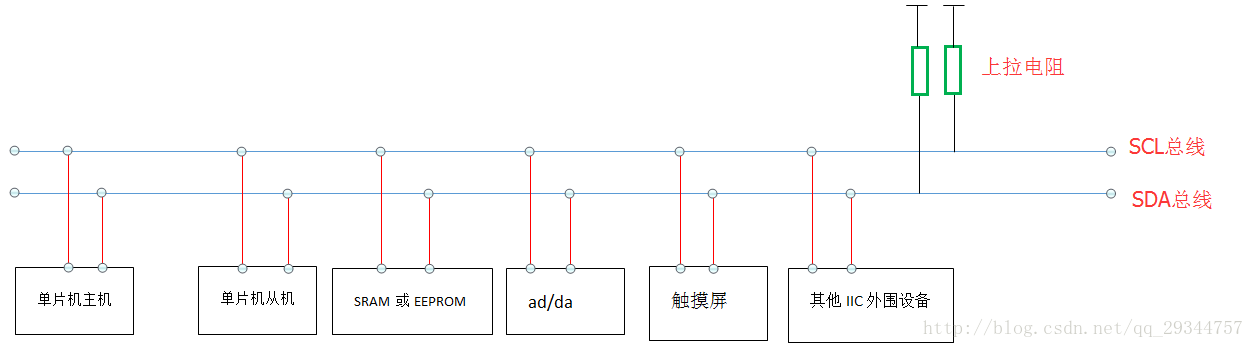 上拉电阻
SCL总线
SDA总线
单片机主机
单片机从机
SRAM 或 EEPROM
ad/da
触摸屏
其他 IIC 外围设备
http://blog.csdn.net/qq_29344757